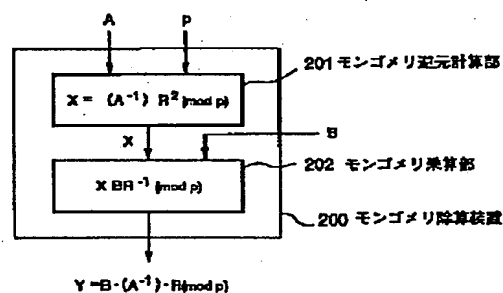 A P
201 モンゴメリ逆元計算部
X = (A⁻¹) R² (mod p)
X B
202 モンゴメリ乗算部
X BR⁻¹ (mod p)
200 モンゴメリ除算装置
Y = B・(A⁻¹)・R (mod p)